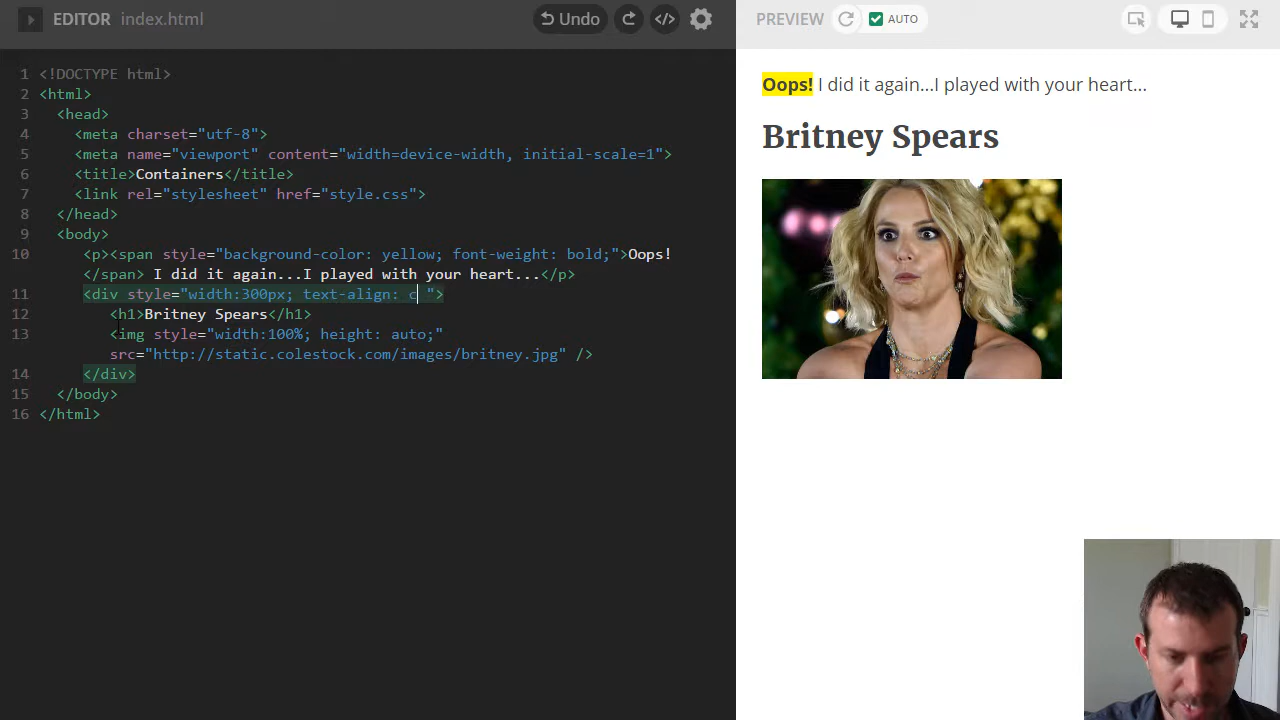 EDITOR index.html
Undo
PREVIEW
AUTO
1 <!DOCTYPE html>
2 <html>
3 <head>
4 <meta charset="utf-8">
5 <meta name="viewport" content="width=device-width, initial-scale=1">
6 <title>Containers</title>
7 <link rel="stylesheet" href="style.css">
8 </head>
9 <body>
10 <p><span style="background-color: yellow; font-weight: bold;">Oops!
</span> I did it again...I played with your heart...</p>
11 <div style="width:300px; text-align: c ">
12 <h1>Britney Spears</h1>
13 <img style="width:100%; height: auto;"
src="http://static.colestock.com/images/britney.jpg" />
14 </div>
15 </body>
16 </html>
Oops! I did it again...I played with your heart...
Britney Spears